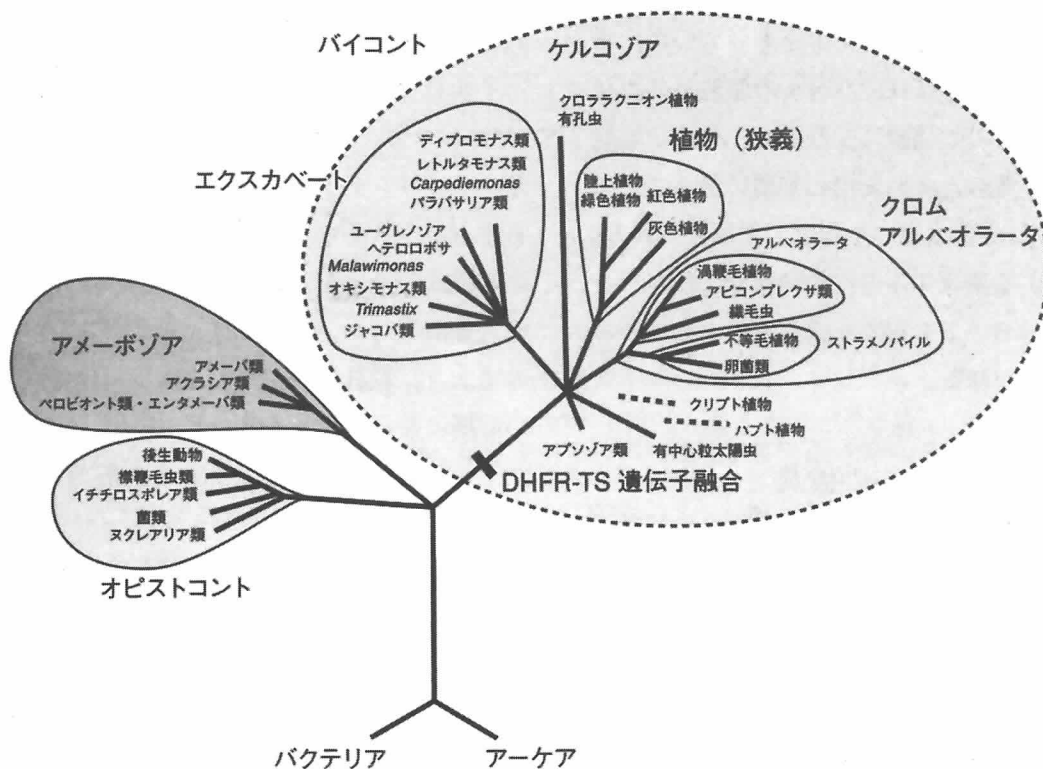 バイコント
ケルコゾア
クロララクニオン植物
有孔虫
植物（狭義）
ディプロモナス類
レトルタモナス類
Carpediemonas
パラバサリア類
エクスカベート
陸上植物
緑色植物
紅色植物
灰色植物
クロム
アルベオラータ
アルベオラータ
ユーグレノゾア
ヘテロロボサ
Malawimonas
オキシモナス類
Trimastix
ジャコバ類
渦鞭毛植物
アピコンプレクサ類
繊毛虫
不等毛植物
卵菌類
ストラメノパイル
アメーボゾア
アメーバ類
アクラシア類
ペロビオント類・エンタメーバ類
クリプト植物
ハプト植物
アプソゾア類
有中心粒太陽虫
DHFR-TS 遺伝子融合
後生動物
襟鞭毛虫類
イチチロスポレア類
菌類
ヌクレアリア類
オピストコント
バクテリア
アーケア